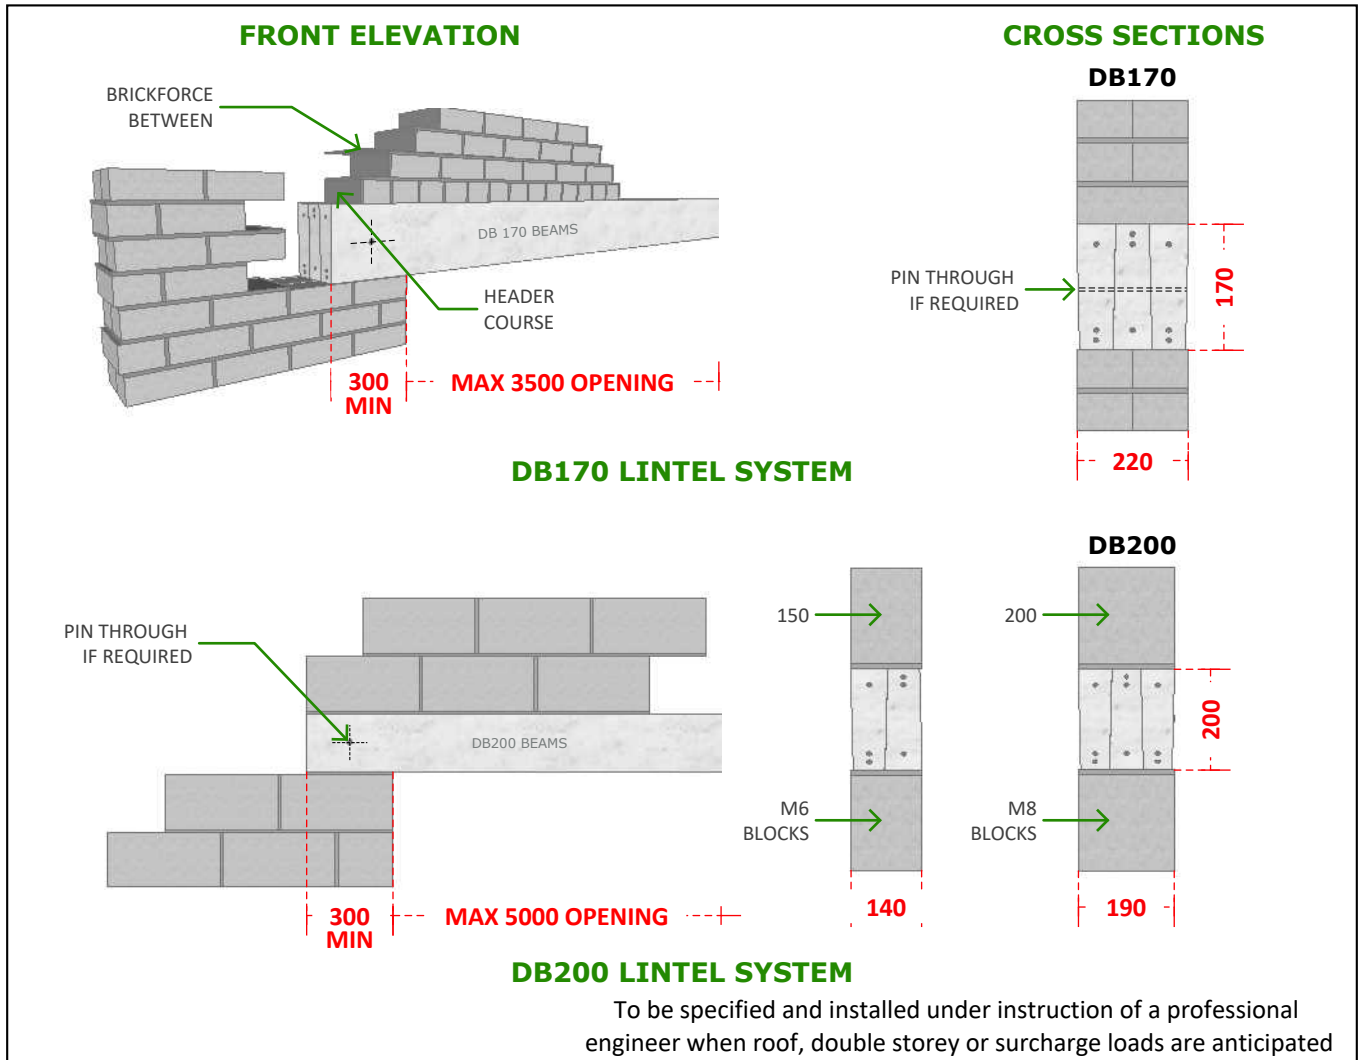 FRONT ELEVATION
CROSS SECTIONS
DB170
BRICKFORCE
BETWEEN
DB 170 BEAMS
HEADER
COURSE
300
MIN
MAX 3500 OPENING
PIN THROUGH
IF REQUIRED
170
220
DB170 LINTEL SYSTEM
DB200
PIN THROUGH
IF REQUIRED
DB200 BEAMS
300
MIN
MAX 5000 OPENING
150
M6
BLOCKS
140
200
M8
BLOCKS
200
190
DB200 LINTEL SYSTEM
To be specified and installed under instruction of a professional
engineer when roof, double storey or surcharge loads are anticipated